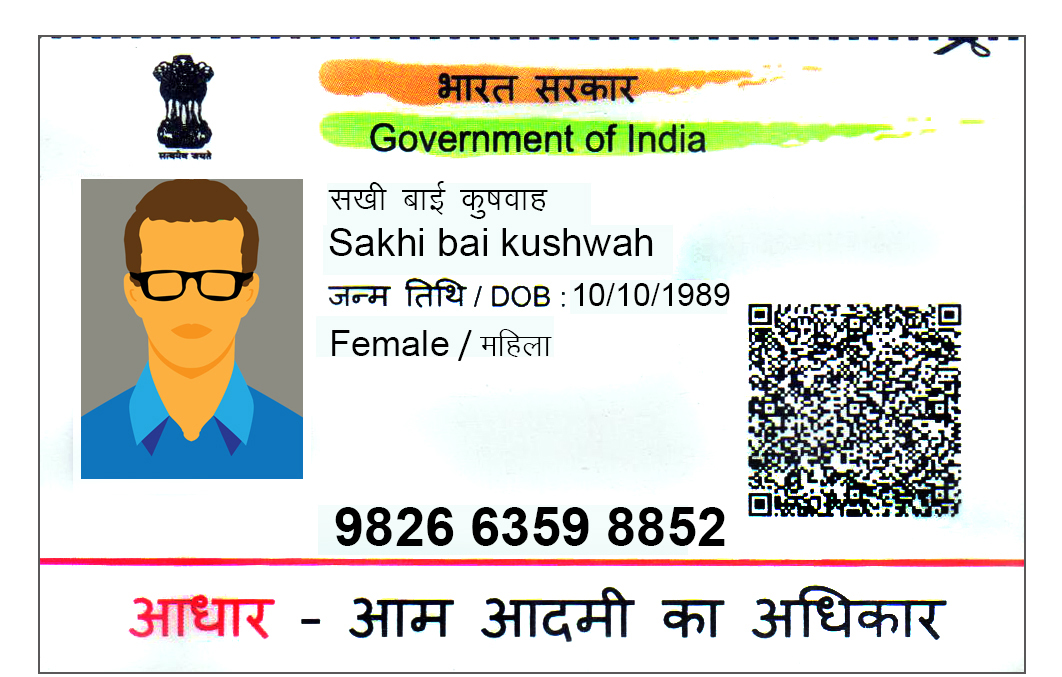 सत्यमेव जयते
भारत सरकार
Government of India
सखी बाई कुषवाह
Sakhi bai kushwah
जन्म तिथि / DOB : 10/10/1989
Female / महिला
9826 6359 8852
आधार - आम आदमी का अधिकार